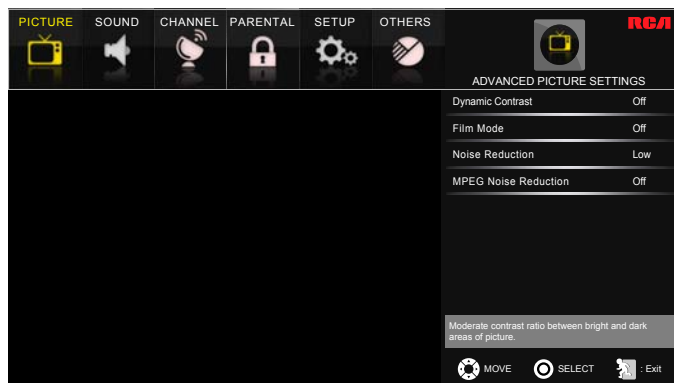 PICTURE SOUND CHANNEL PARENTAL SETUP OTHERS
RCA
ADVANCED PICTURE SETTINGS
Dynamic Contrast Off
Film Mode Off
Noise Reduction Low
MPEG Noise Reduction Off
Moderate contrast ratio between bright and dark
areas of picture.
MOVE SELECT : Exit